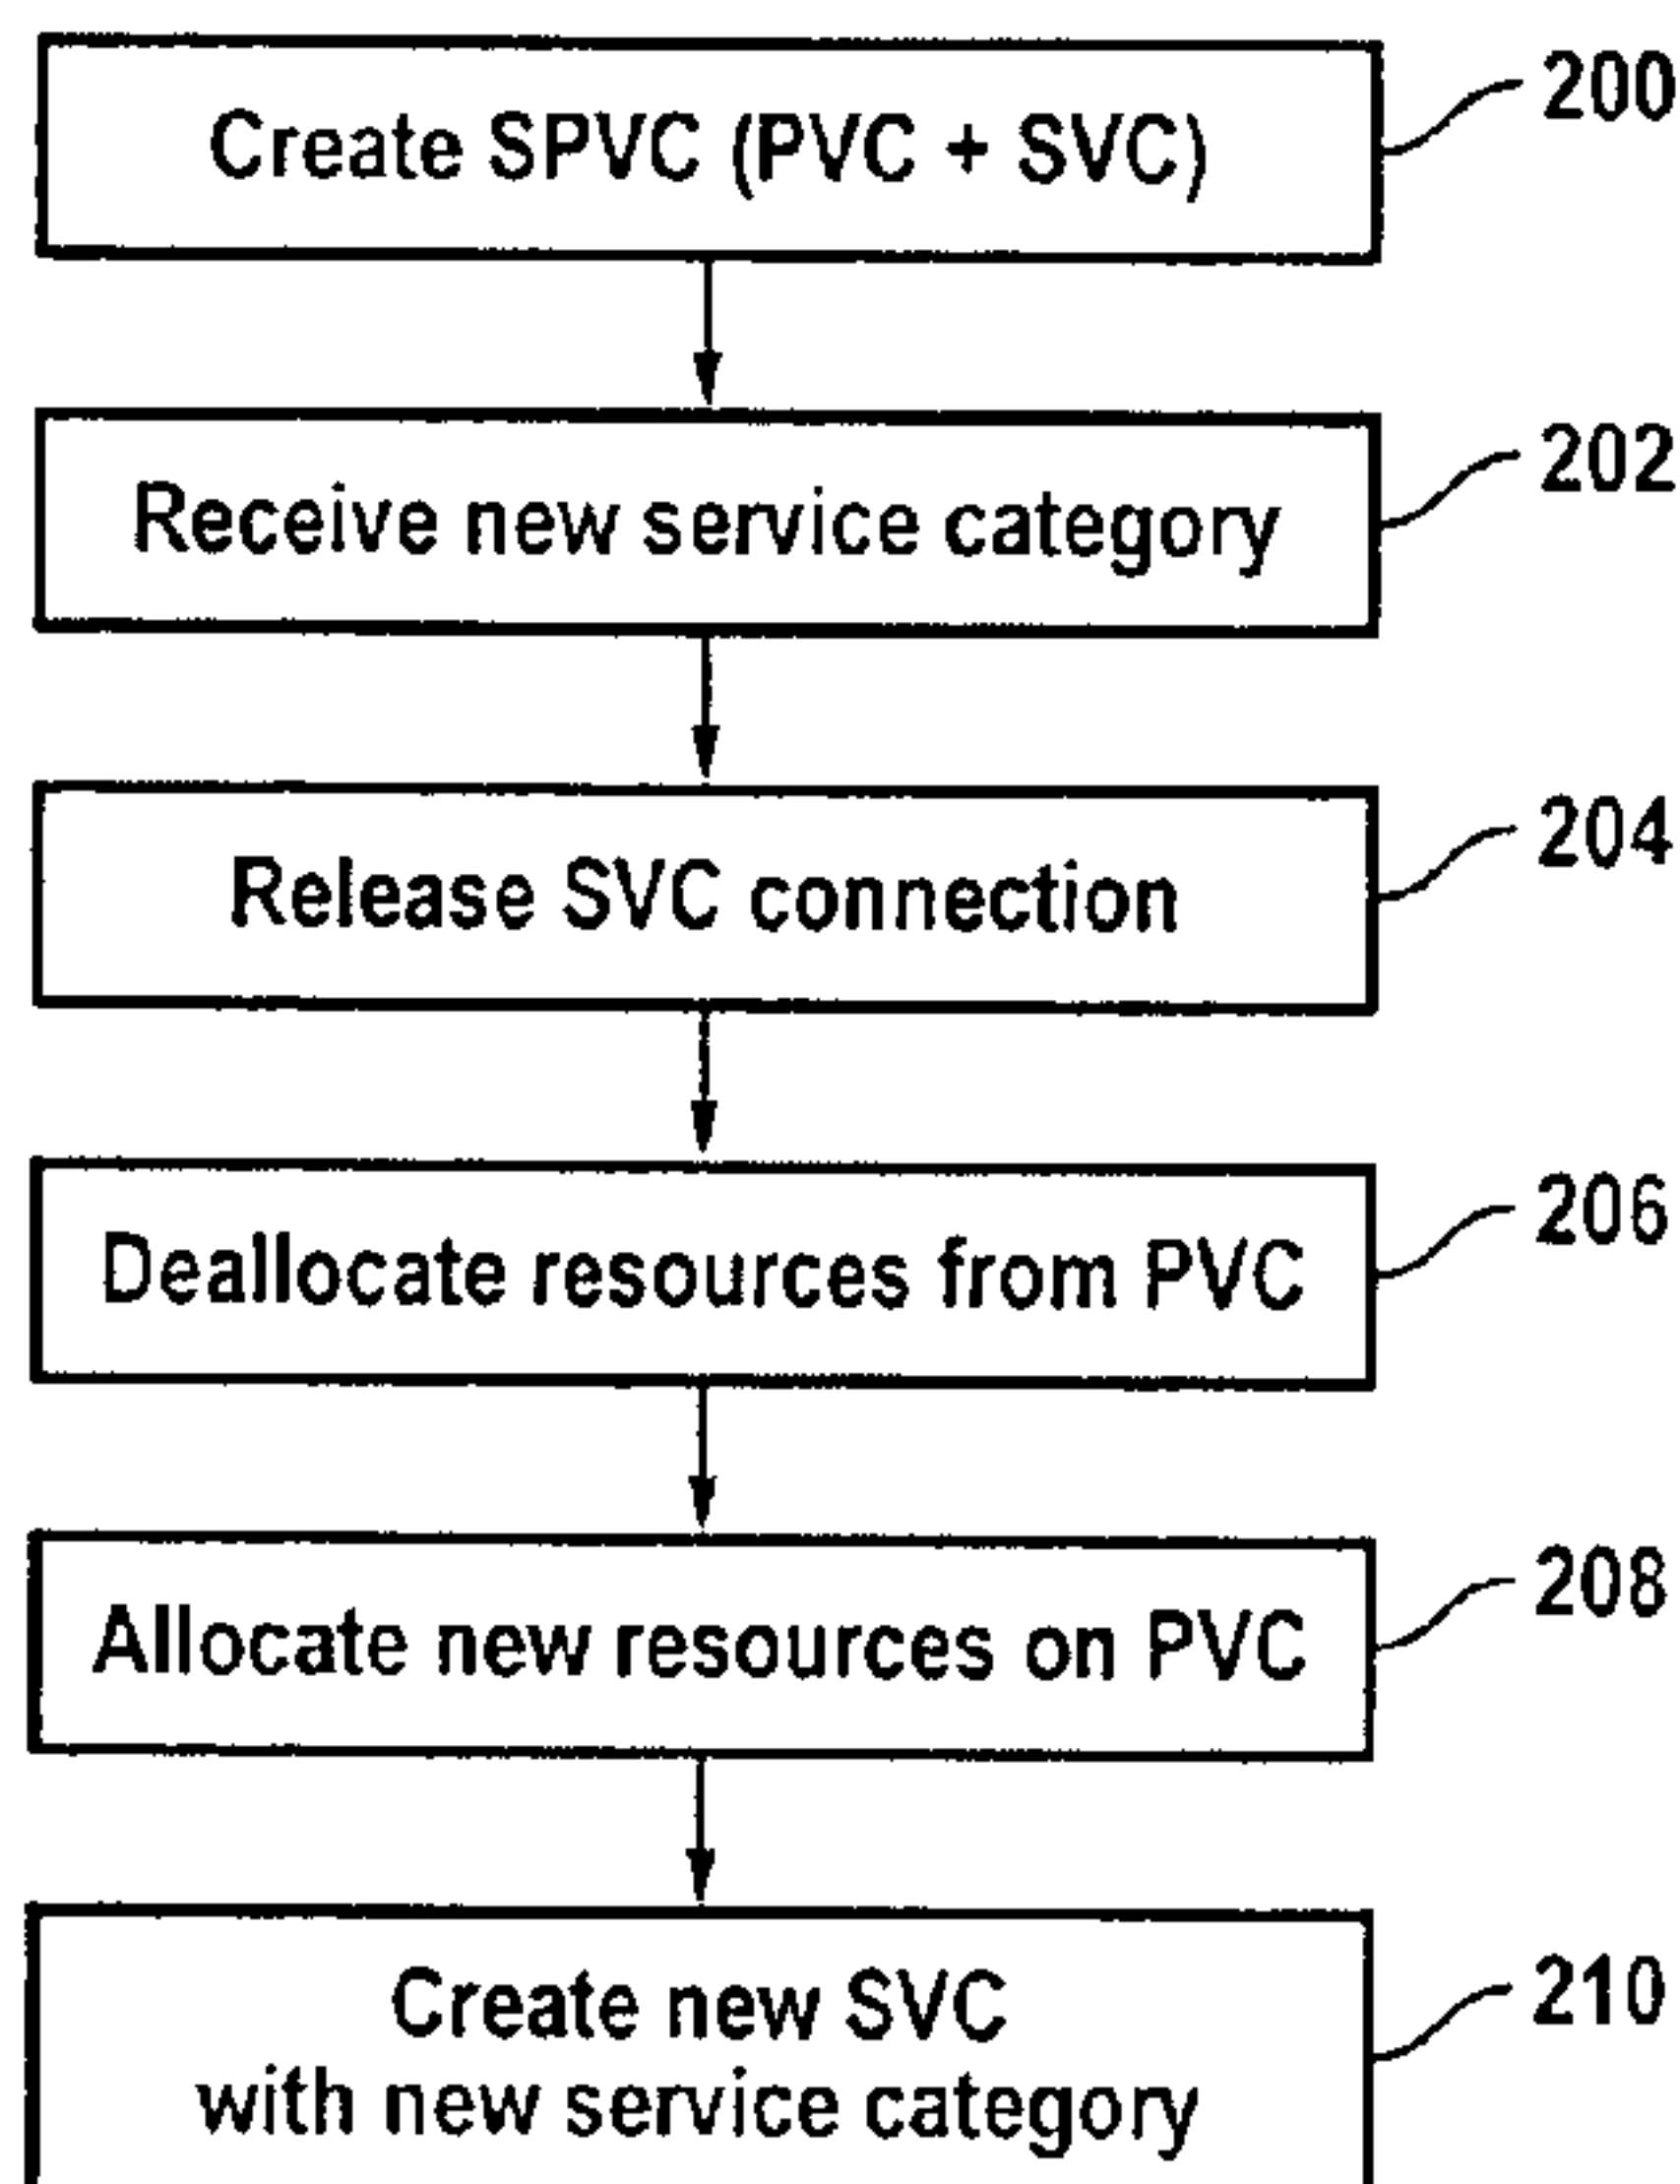 Create SPVC (PVC + SVC)
200
Receive new service category
202
Release SVC connection
204
Deallocate resources from PVC
206
Allocate new resources on PVC
208
Create new SVC
with new service category
210